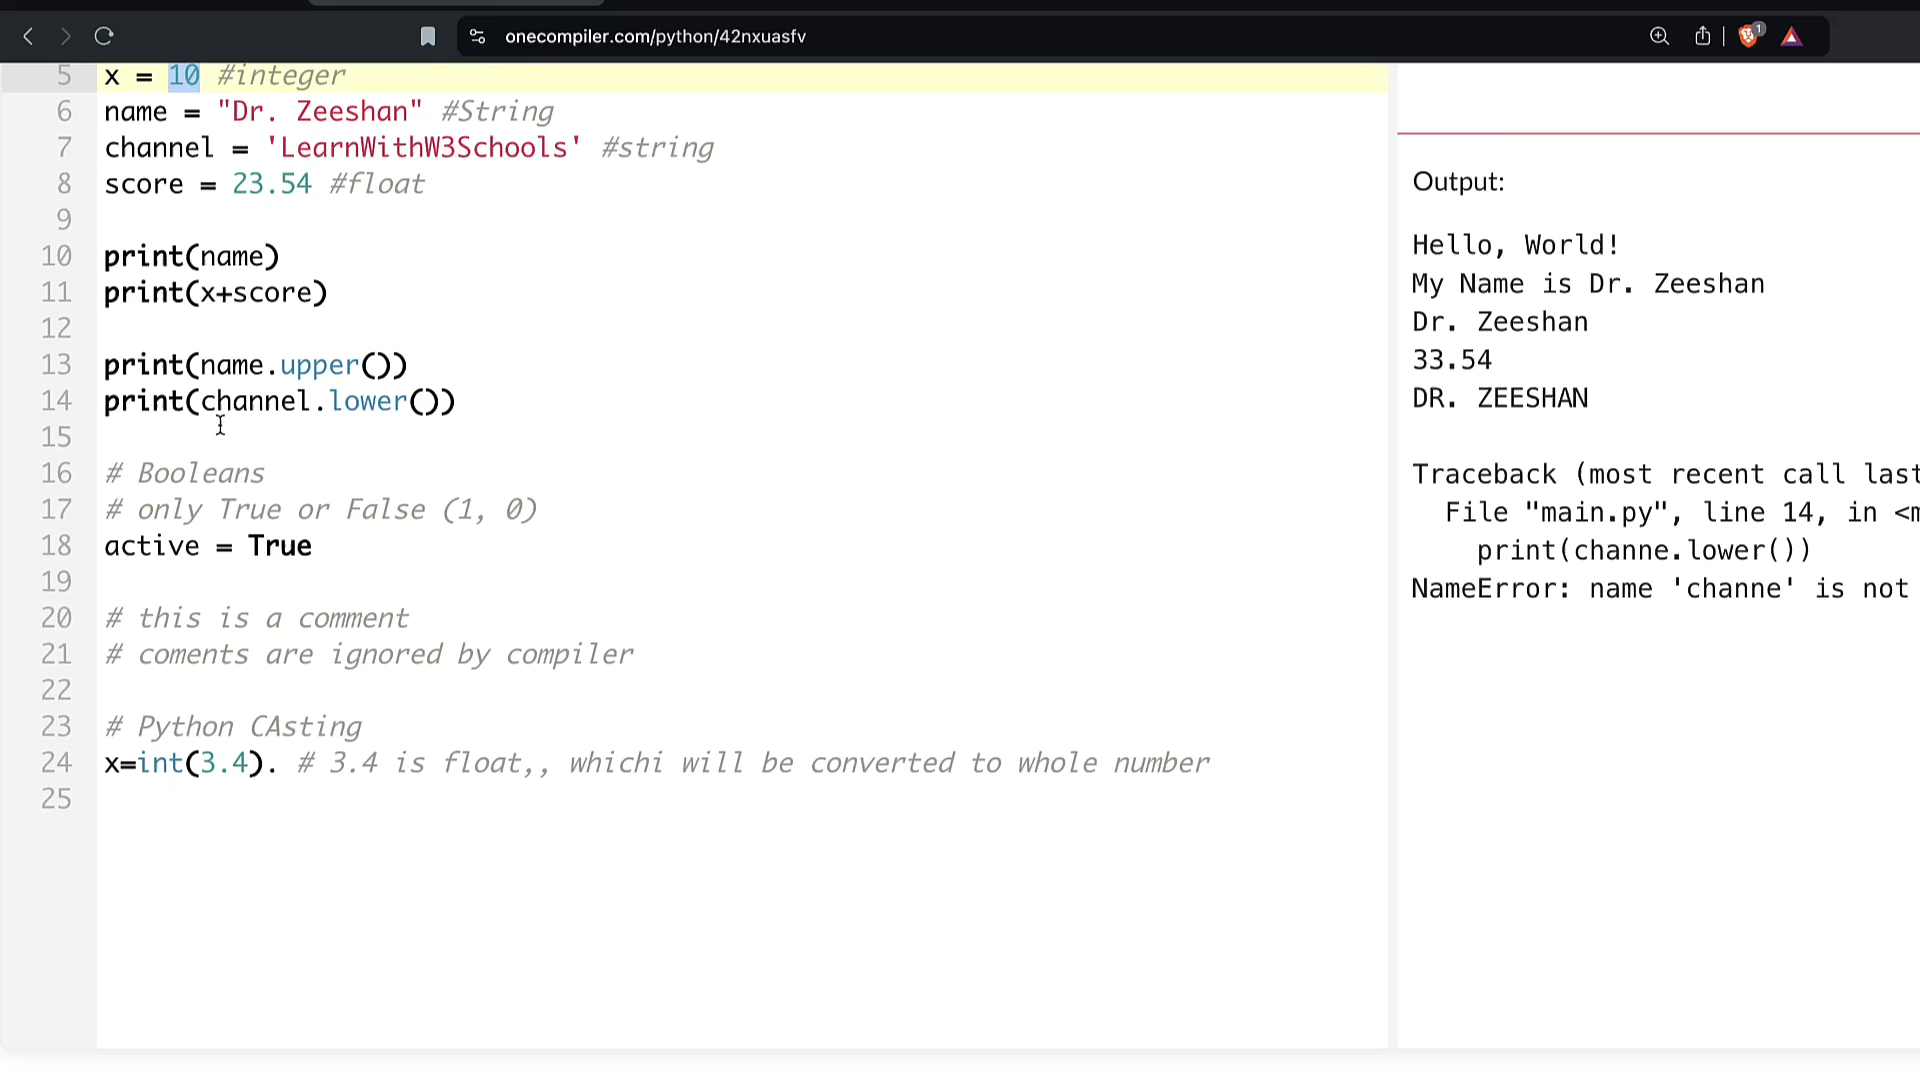 onecompiler.com/python/42nxuasfv
1
5 x = 10 #integer
6 name = "Dr. Zeeshan" #String
7 channel = 'LearnWithW3Schools' #string
8 score = 23.54 #float
9
10 print(name)
11 print(x+score)
12
13 print(name.upper())
14 print(channel.lower())
15
16 # Booleans
17 # only True or False (1, 0)
18 active = True
19
20 # this is a comment
21 # coments are ignored by compiler
22
23 # Python CAsting
24 x=int(3.4). # 3.4 is float,, whichi will be converted to whole number
25
Output:
Hello, World!
My Name is Dr. Zeeshan
Dr. Zeeshan
33.54
DR. ZEESHAN
Traceback (most recent call last
File "main.py", line 14, in <m
print(channe.lower())
NameError: name 'channe' is not